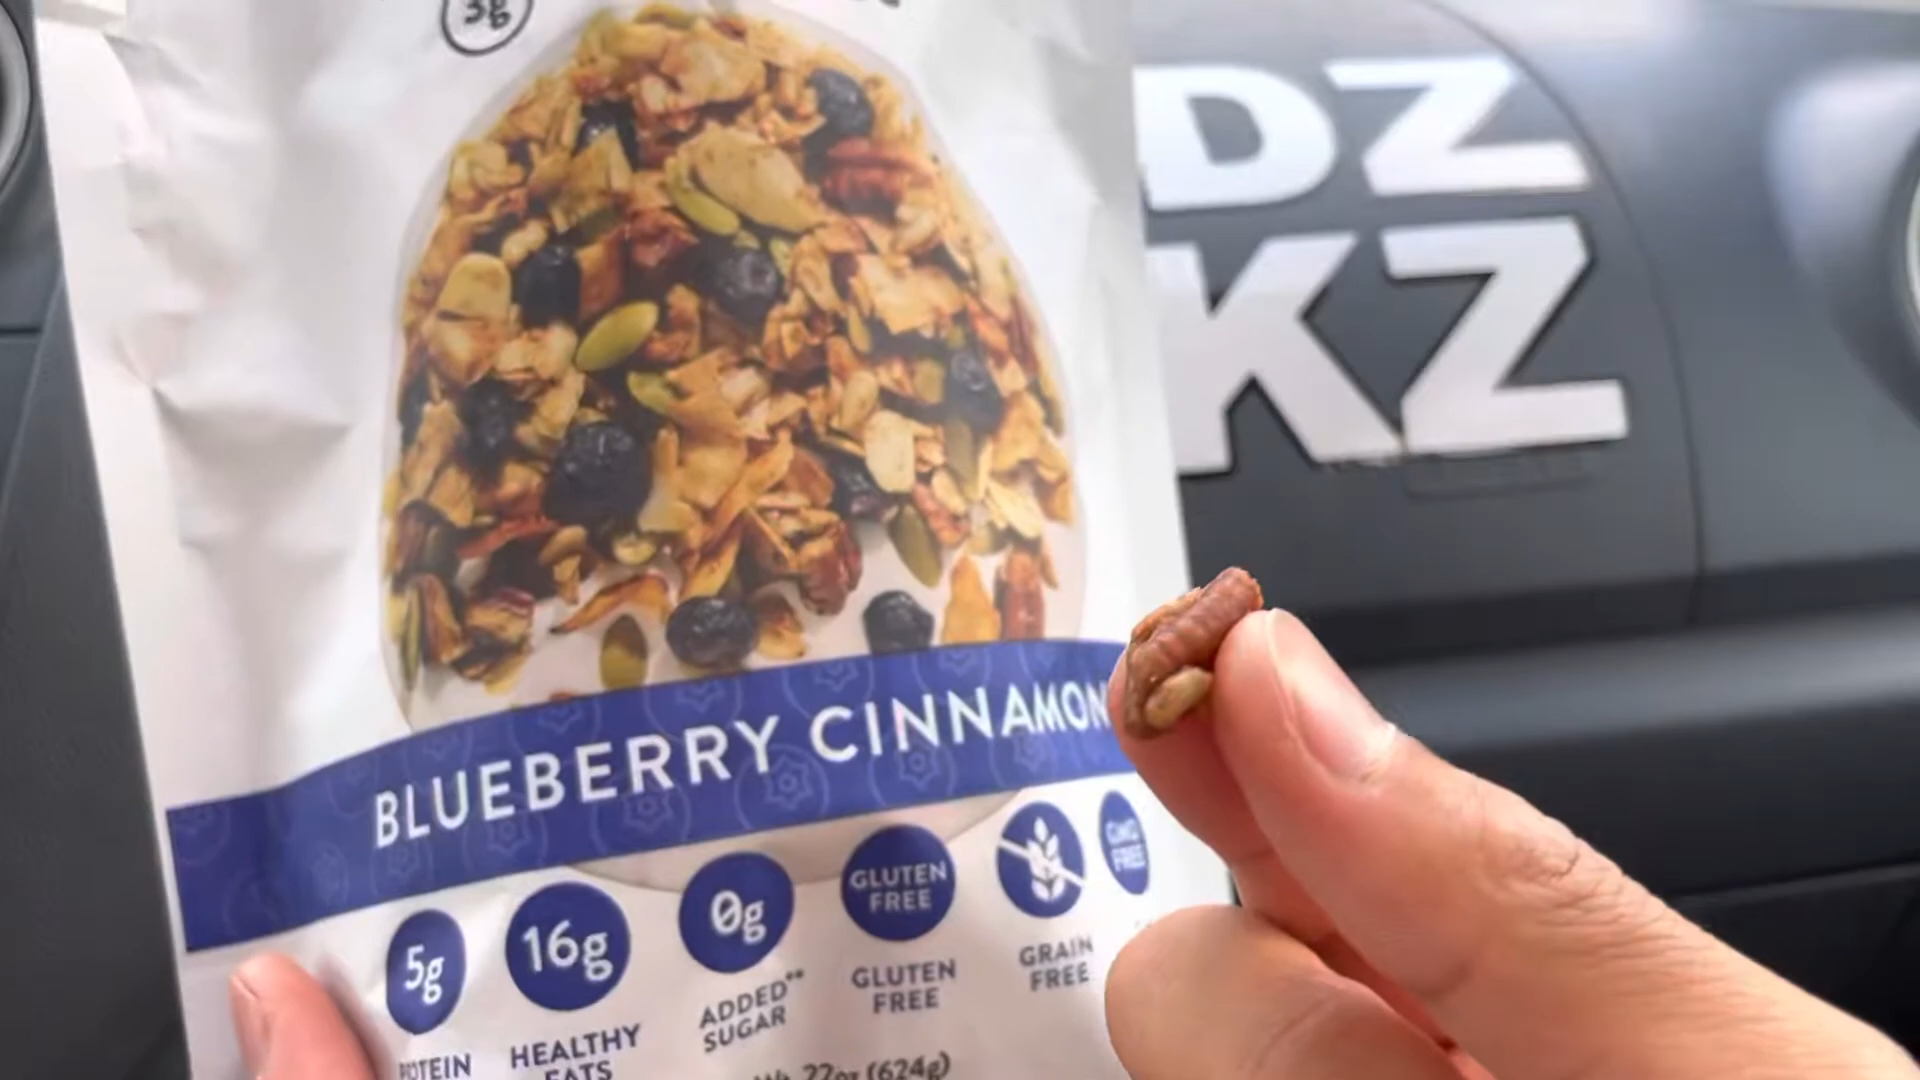 3g
DZ
KZ
BLUEBERRY CINNAMON
5g
16g
0g
GLUTEN
FREE
GMO
FREE
HEALTHY
FATS
ADDED**
SUGAR
GLUTEN
FREE
GRAIN
FREE
22oz (624g)